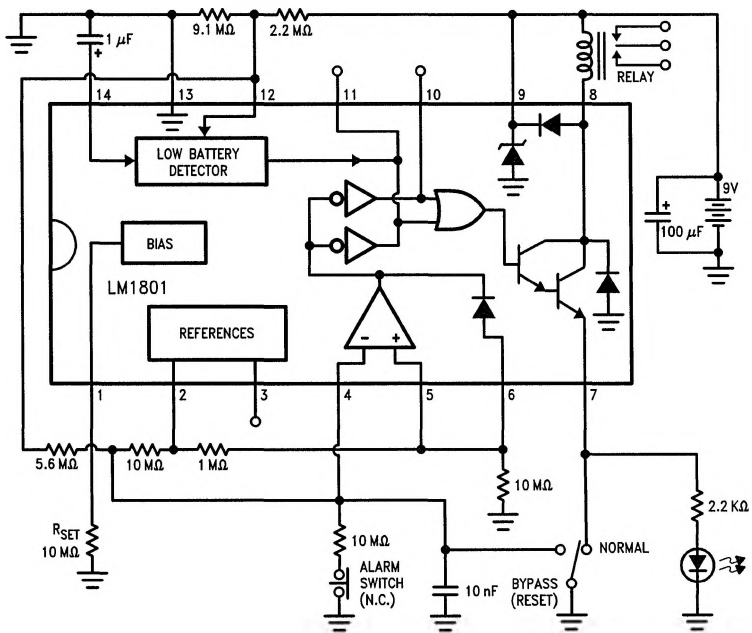 9.1 MΩ
2.2 MΩ
1 μF
+
RELAY
14
13
12
11
10
9
8
LOW BATTERY
DETECTOR
9V
+
100 μF
BIAS
LM1801
REFERENCES
-
+
1
2
3
4
5
6
7
5.6 MΩ
10 MΩ
1 MΩ
10 MΩ
2.2 KΩ
RSET
10 MΩ
10 MΩ
ALARM
SWITCH
(N.C.)
10 nF
NORMAL
BYPASS
(RESET)